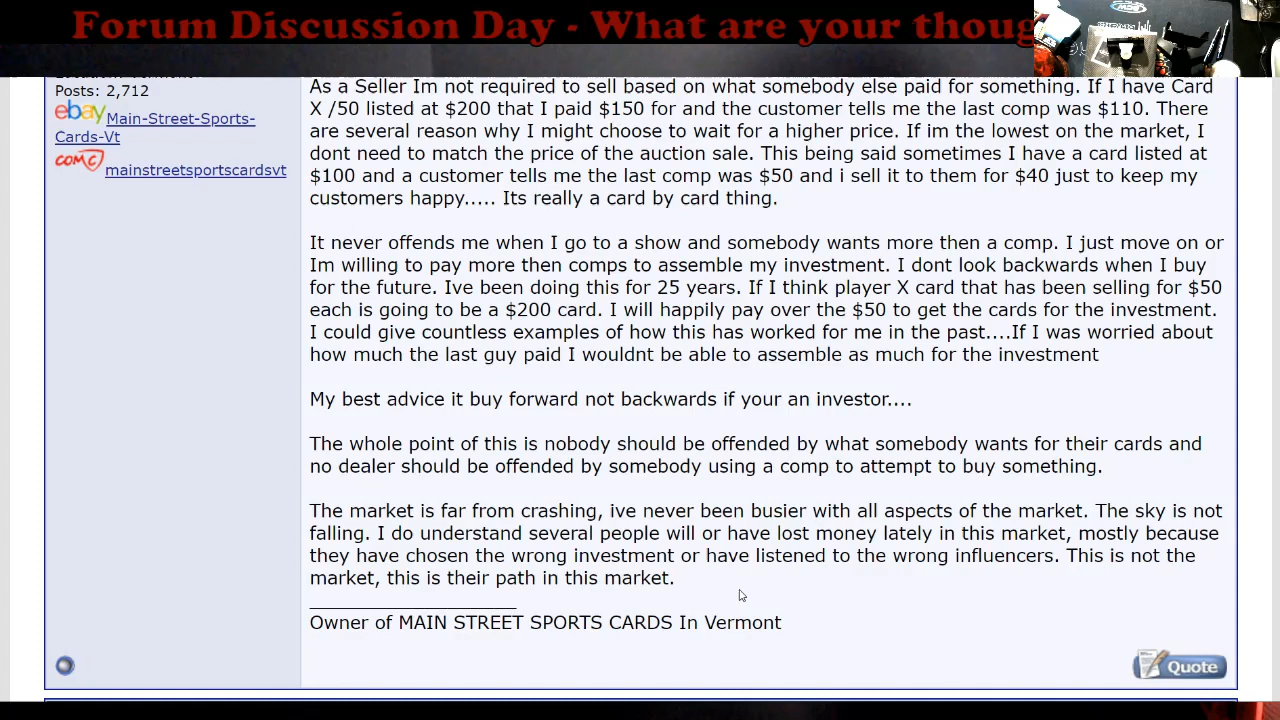 Forum Discussion Day - What are your thoug
Posts: 2,712
ebay Main-Street-Sports-
Cards-Vt
COMC mainstreetsportscardsvt
As a Seller Im not required to sell based on what somebody else paid for something. If I have Card
X /50 listed at $200 that I paid $150 for and the customer tells me the last comp was $110. There
are several reason why I might choose to wait for a higher price. If im the lowest on the market, I
dont need to match the price of the auction sale. This being said sometimes I have a card listed at
$100 and a customer tells me the last comp was $50 and i sell it to them for $40 just to keep my
customers happy..... Its really a card by card thing.
It never offends me when I go to a show and somebody wants more then a comp. I just move on or
Im willing to pay more then comps to assemble my investment. I dont look backwards when I buy
for the future. Ive been doing this for 25 years. If I think player X card that has been selling for $50
each is going to be a $200 card. I will happily pay over the $50 to get the cards for the investment.
I could give countless examples of how this has worked for me in the past....If I was worried about
how much the last guy paid I wouldnt be able to assemble as much for the investment
My best advice it buy forward not backwards if your an investor....
The whole point of this is nobody should be offended by what somebody wants for their cards and
no dealer should be offended by somebody using a comp to attempt to buy something.
The market is far from crashing, ive never been busier with all aspects of the market. The sky is not
falling. I do understand several people will or have lost money lately in this market, mostly because
they have chosen the wrong investment or have listened to the wrong influencers. This is not the
market, this is their path in this market.
Owner of MAIN STREET SPORTS CARDS In Vermont
Quote